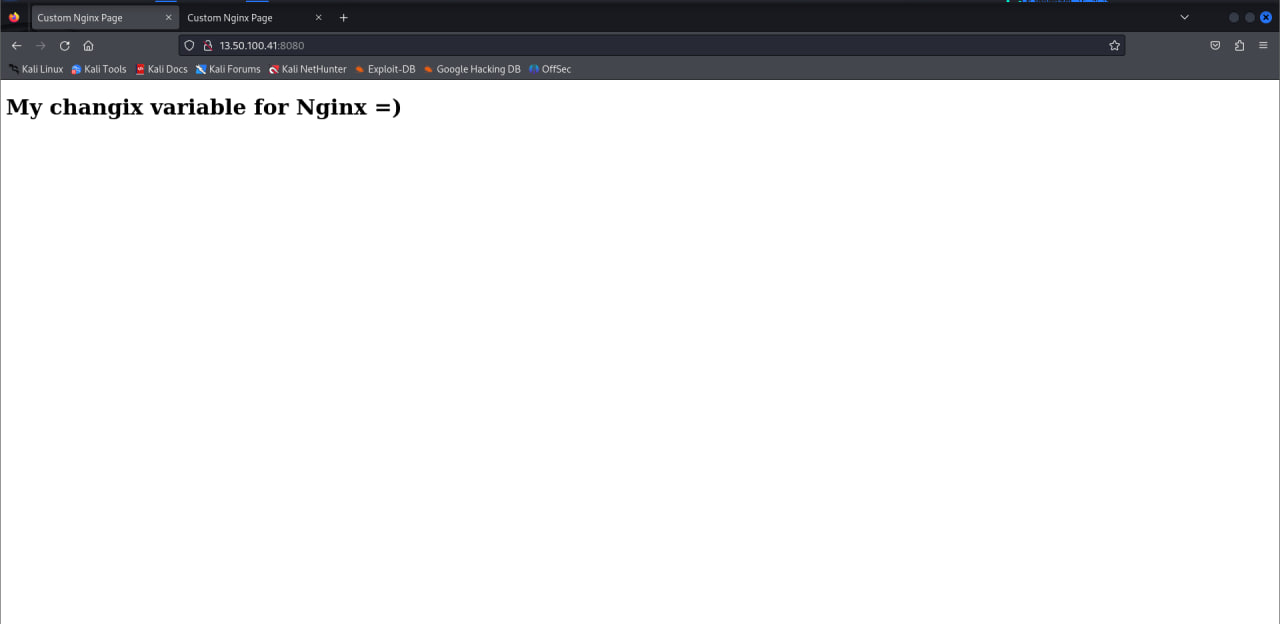 Custom Nginx Page
Custom Nginx Page
13.50.100.41:8080
Kali Linux Kali Tools Kali Docs Kali Forums Kali NetHunter Exploit-DB Google Hacking DB OffSec
My changix variable for Nginx =)